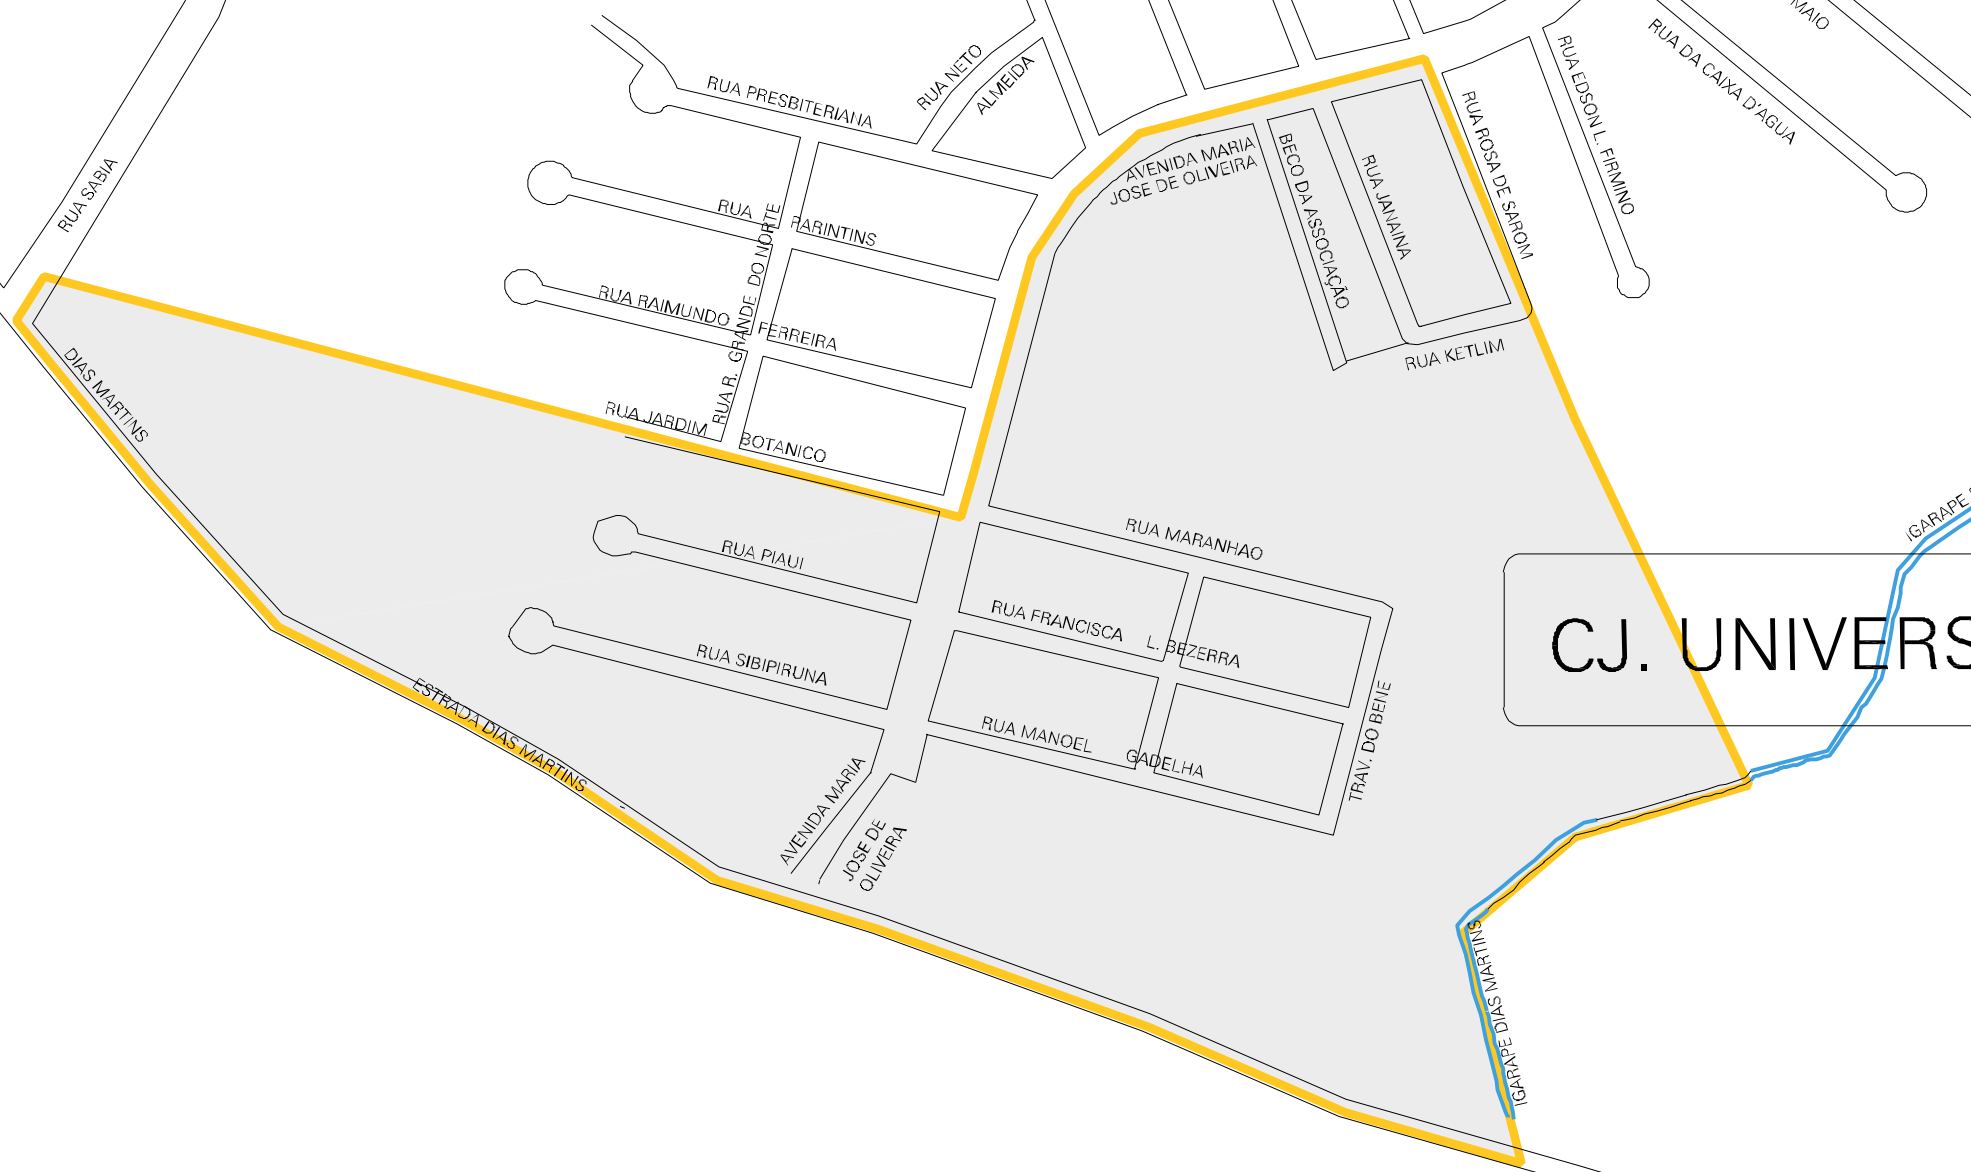 MAIO
RUA DA CAIXA D'AGUA
RUA EDSON L. FIRMINO
RUA NETO
ALMEIDA
RUA PRESBITERIANA
RUA ROSA DE SAROM
AVENIDA MARIA
JOSE DE OLIVEIRA
BECO DA ASSOCIAÇÃO
RUA JANAINA
RUA SABIA
RUA PARINTINS
RUA R. GRANDE DO NORTE
RUA RAIMUNDO FERREIRA
RUA KETLIM
DIAS MARTINS
RUA JARDIM BOTANICO
IGARAPE
RUA MARANHAO
RUA PIAUI
RUA FRANCISCA L. BEZERRA
CJ. UNIVERS
RUA SIBIPIRUNA
ESTRADA DIAS MARTINS
RUA MANOEL GADELHA
TRAV. DO BENE
AVENIDA MARIA
JOSE DE
OLIVEIRA
IGARAPE DIAS MARTINS